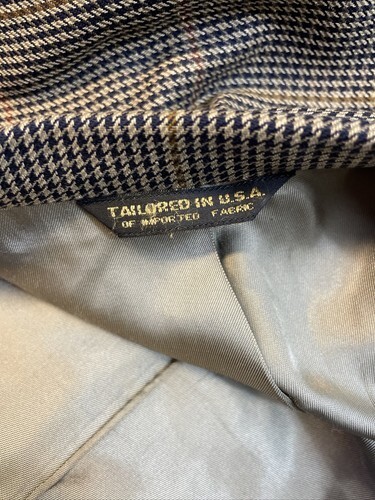 TAILORED IN U.S.A.
OF IMPORTED FABRIC